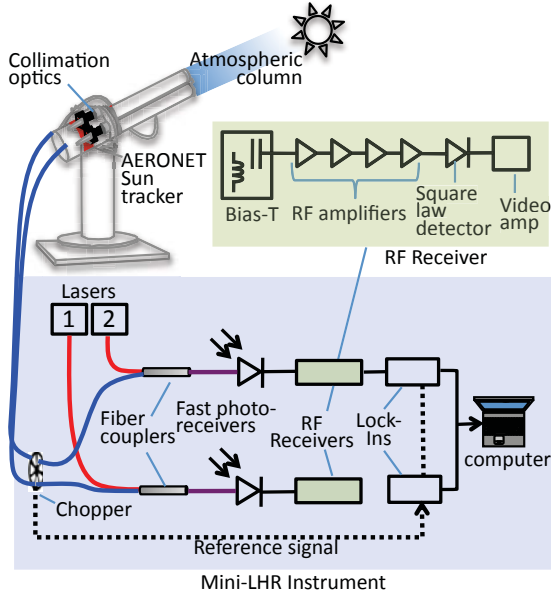 Collimation
optics
Atmospheric
column
AERONET
Sun
tracker
Bias-T
RF amplifiers
Square
law
detector
Video
amp
RF Receiver
Lasers
1
2
Fiber
couplers
Fast photo-
receivers
RF
Receivers
Lock-
Ins
computer
Chopper
Reference signal
Mini-LHR Instrument